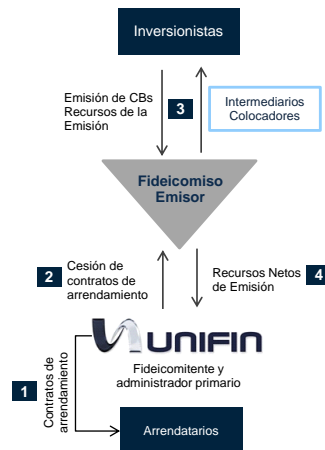 Inversionistas
Emisión de CBs
Recursos de la
Emisión
3
Intermediarios
Colocadores
Fideicomiso
Emisor
2
Cesión de
contratos de
arrendamiento
Recursos Netos
de Emisión
4
UNIFIN
Fideicomitente y
administrador primario
1
Contratos de
arrendamiento
Arrendatarios